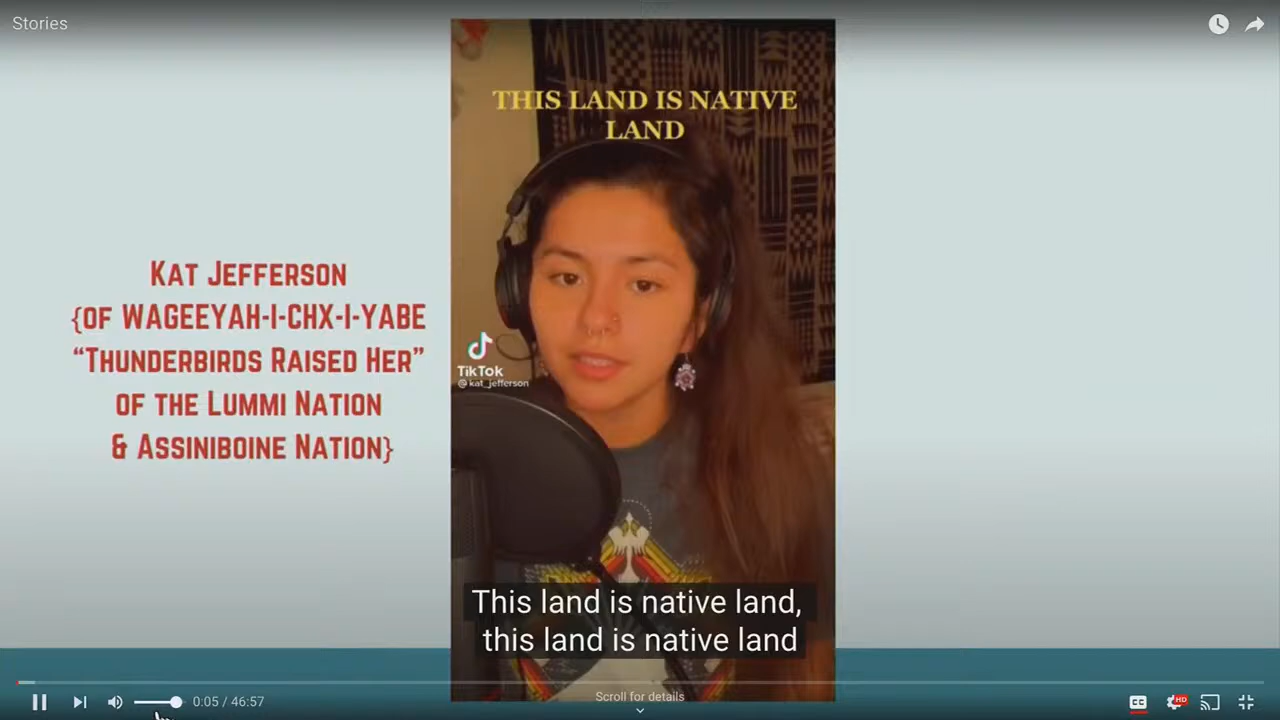 Stories
THIS LAND IS NATIVE
LAND
KAT JEFFERSON
{OF WAGEEYAH-I-CHX-I-YABE
“THUNDERBIRDS RAISED HER”
OF THE LUMMI NATION
& ASSINIBOINE NATION}
TikTok
@kat_jefferson
This land is native land,
this land is native land
Scroll for details
0:05 / 46:57
CC
HD